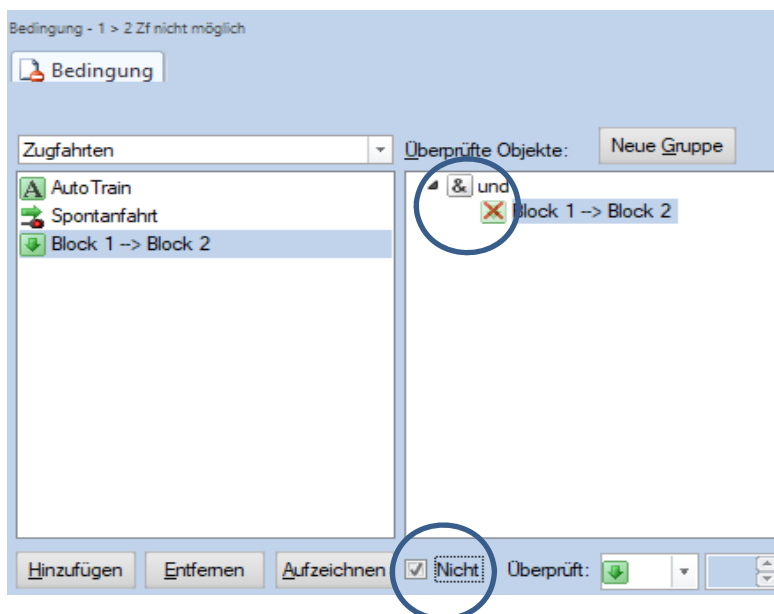 Bedingung - 1 > 2 Zf nicht möglich
Bedingung
Zugfahrten
Überprüfte Objekte:
Neue Gruppe
A AutoTrain
Spontanfahrt
Block 1 --> Block 2
& und
Block 1 --> Block 2
Hinzufügen
Entfernen
Aufzeichnen
Nicht
Überprüft: